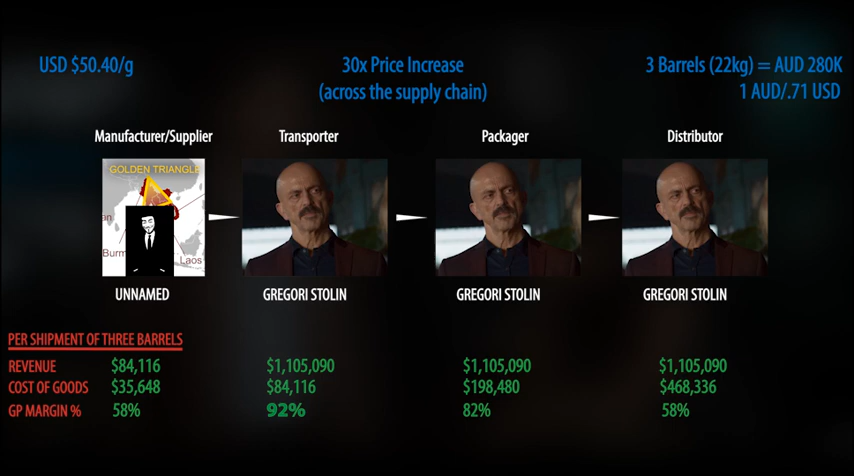 USD $50.40/g
30x Price Increase
(across the supply chain)
3 Barrels (22kg) = AUD 280K
1 AUD/.71 USD
Manufacturer/Supplier
Transporter
Packager
Distributor
GOLDEN TRIANGLE
an
Burm
Laos
UNNAMED
GREGORI STOLIN
GREGORI STOLIN
GREGORI STOLIN
PER SHIPMENT OF THREE BARRELS
REVENUE $84,116 $1,105,090 $1,105,090 $1,105,090
COST OF GOODS $35,648 $84,116 $198,480 $468,336
GP MARGIN % 58% 92% 82% 58%